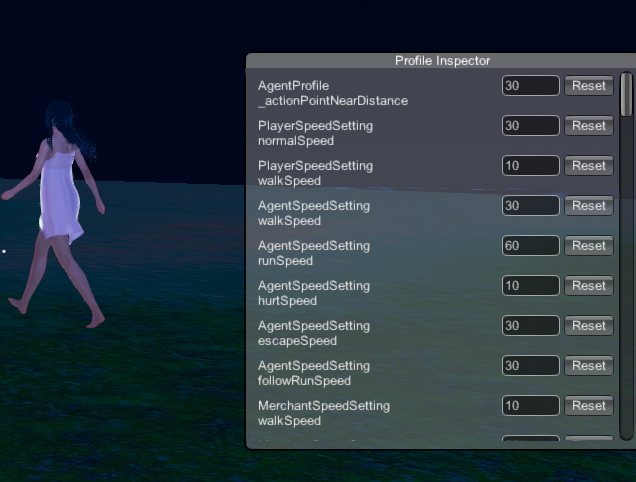 Profile Inspector
AgentProfile 30 Reset
_actionPointNearDistance
PlayerSpeedSetting 30 Reset
normalSpeed
PlayerSpeedSetting 10 Reset
walkSpeed
AgentSpeedSetting 30 Reset
walkSpeed
AgentSpeedSetting 60 Reset
runSpeed
AgentSpeedSetting 10 Reset
hurtSpeed
AgentSpeedSetting 30 Reset
escapeSpeed
AgentSpeedSetting 30 Reset
followRunSpeed
MerchantSpeedSetting 10 Reset
walkSpeed